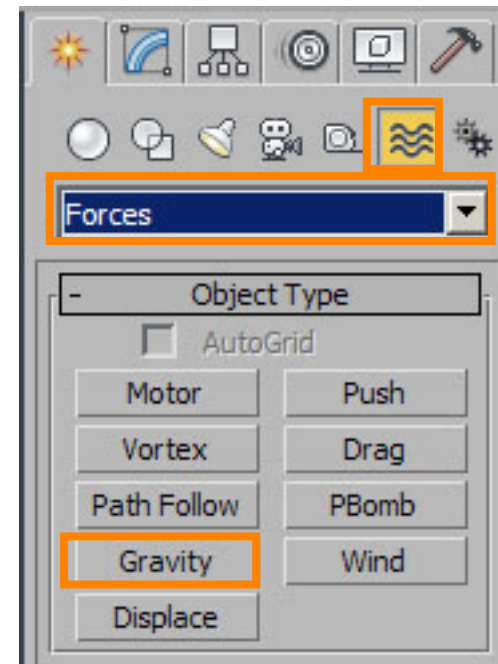 Forces
- Object Type
AutoGrid
Motor Push
Vortex Drag
Path Follow PBomb
Gravity Wind
Displace